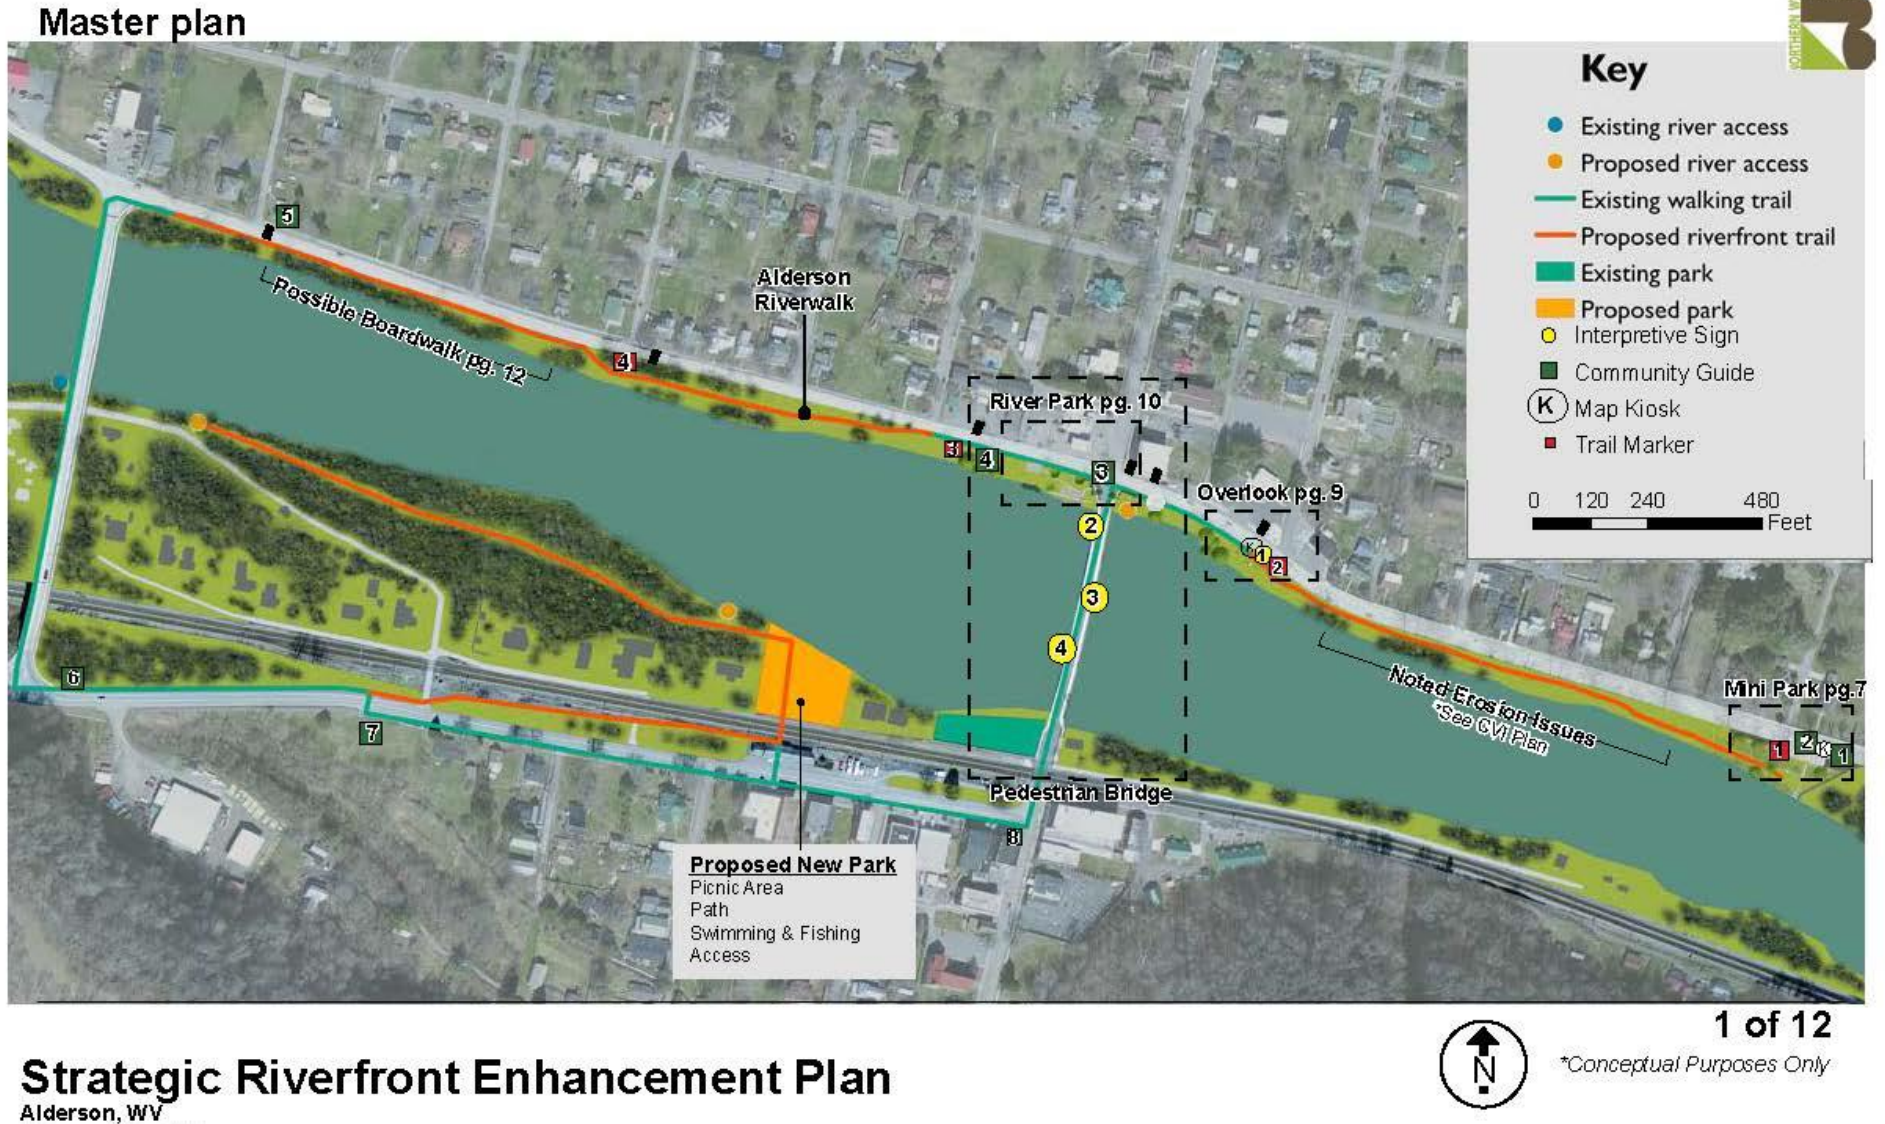 Master plan
NORTHERN W
Key
Existing river access
Proposed river access
Existing walking trail
Proposed riverfront trail
Existing park
Proposed park
Interpretive Sign
Community Guide
K Map Kiosk
Trail Marker
0 120 240 480
Feet
5
Possible Boardwalk pg. 12
4
Alderson
Riverwalk
River Park pg. 10
3
4
3
2
3
4
Overlook pg. 9
K
1
2
Noted Erosion Issues
*See CVI Plan
Mini Park pg.7
1
2
K
1
6
7
Pedestrian Bridge
8
Proposed New Park
Picnic Area
Path
Swimming & Fishing
Access
1 of 12
N
*Conceptual Purposes Only
Strategic Riverfront Enhancement Plan
Alderson, WV